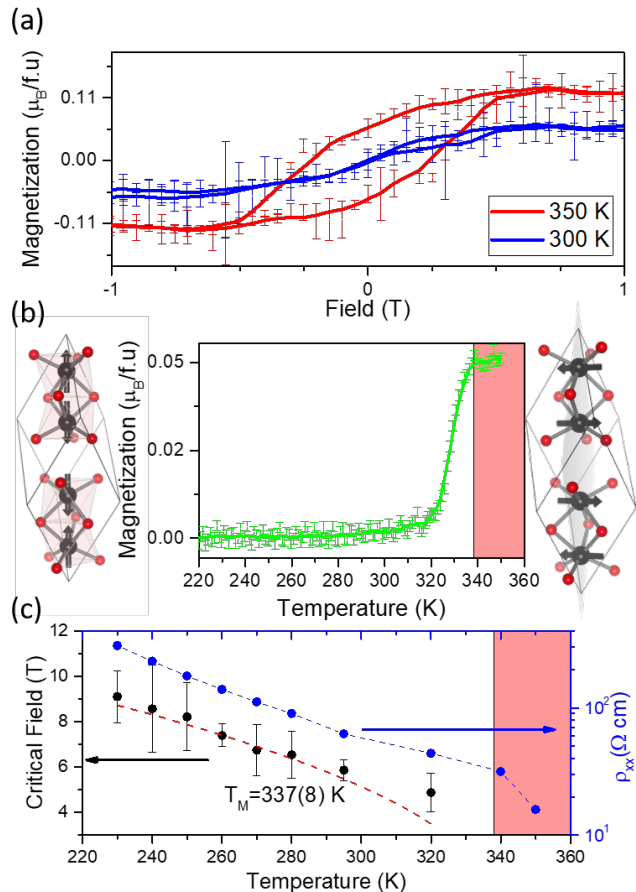 (a)
Magnetization (μB/f.u)
0.11
0.00
-0.11
350 K
300 K
-1
0
1
Field (T)
(b)
Magnetization (μB/f.u)
0.05
0.02
0.00
220 240 260 280 300 320 340 360
Temperature (K)
(c)
Critical Field (T)
12
10
8
6
4
TM=337(8) K
10²
10¹
ρxx(Ω cm)
220 240 260 280 300 320 340 360
Temperature (K)